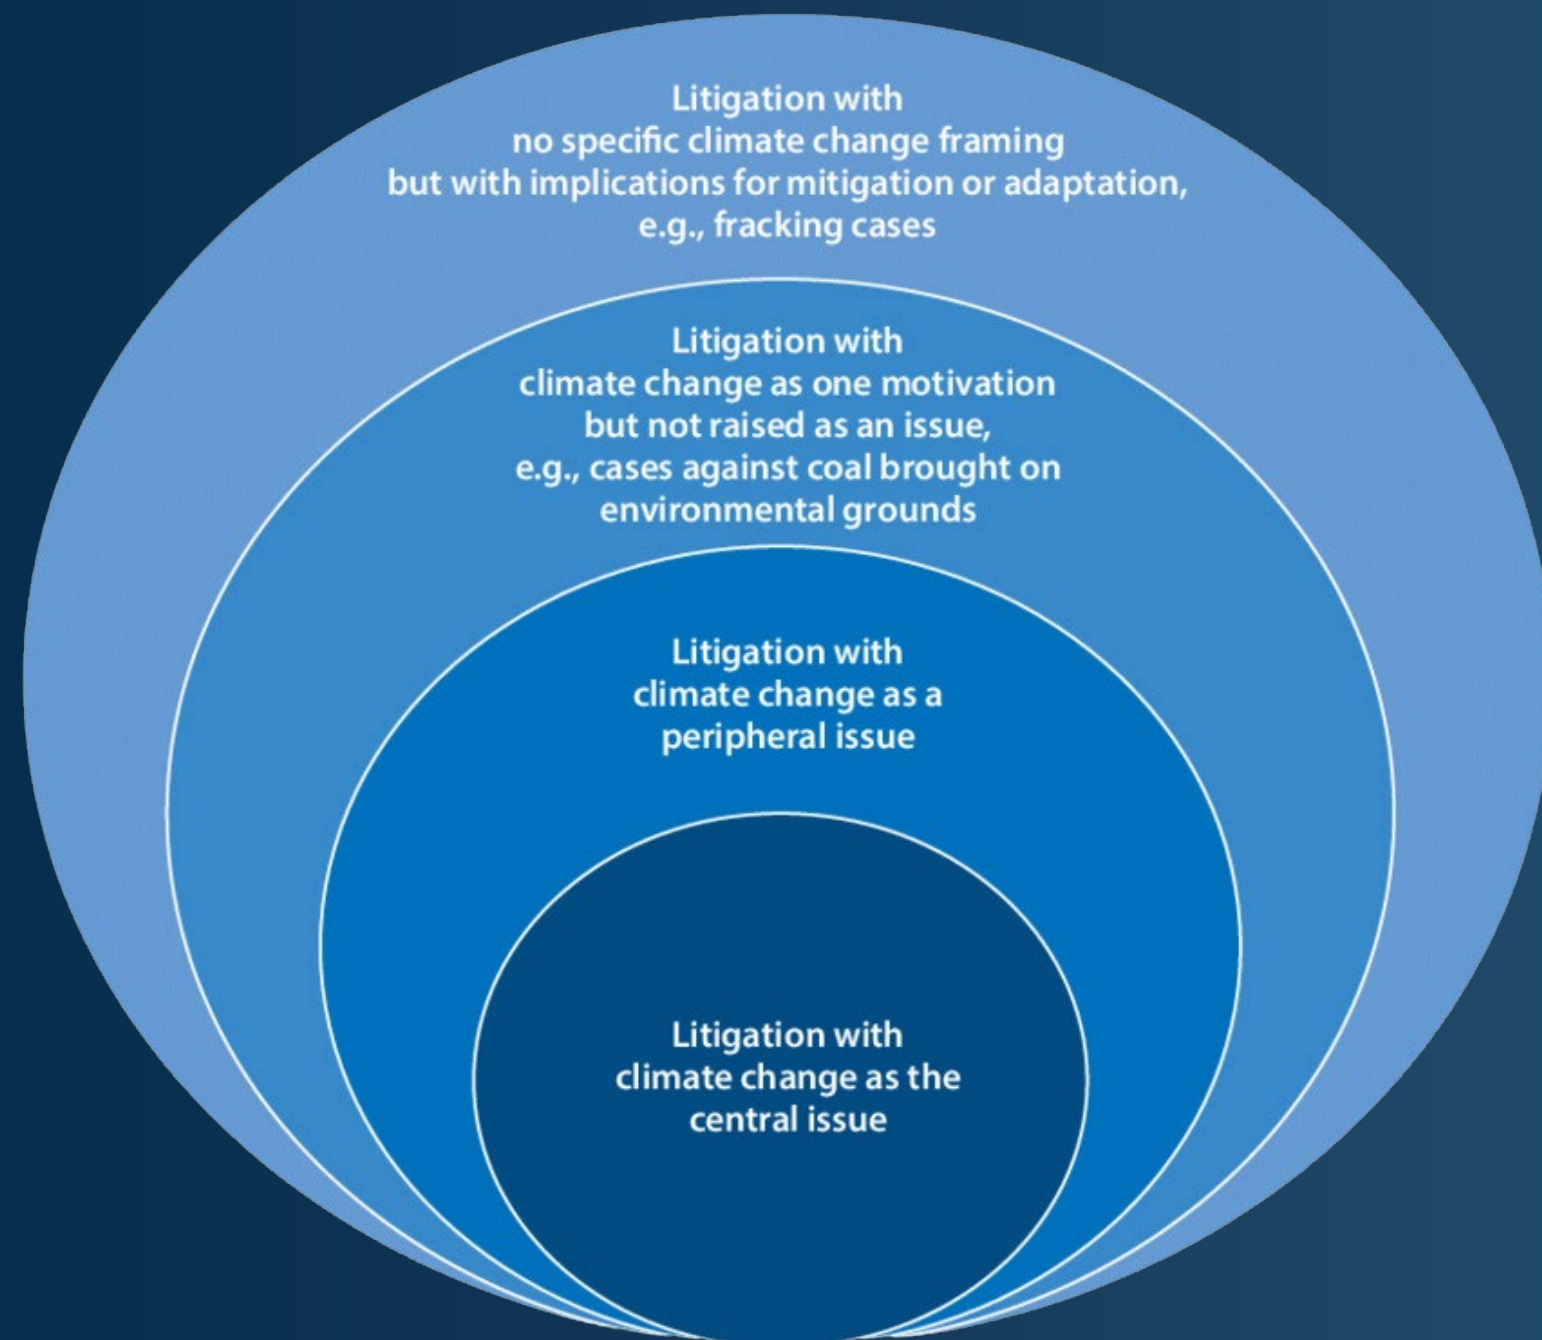 Litigation with
no specific climate change framing
but with implications for mitigation or adaptation,
e.g., fracking cases
Litigation with
climate change as one motivation
but not raised as an issue,
e.g., cases against coal brought on
environmental grounds
Litigation with
climate change as a
peripheral issue
Litigation with
climate change as the
central issue